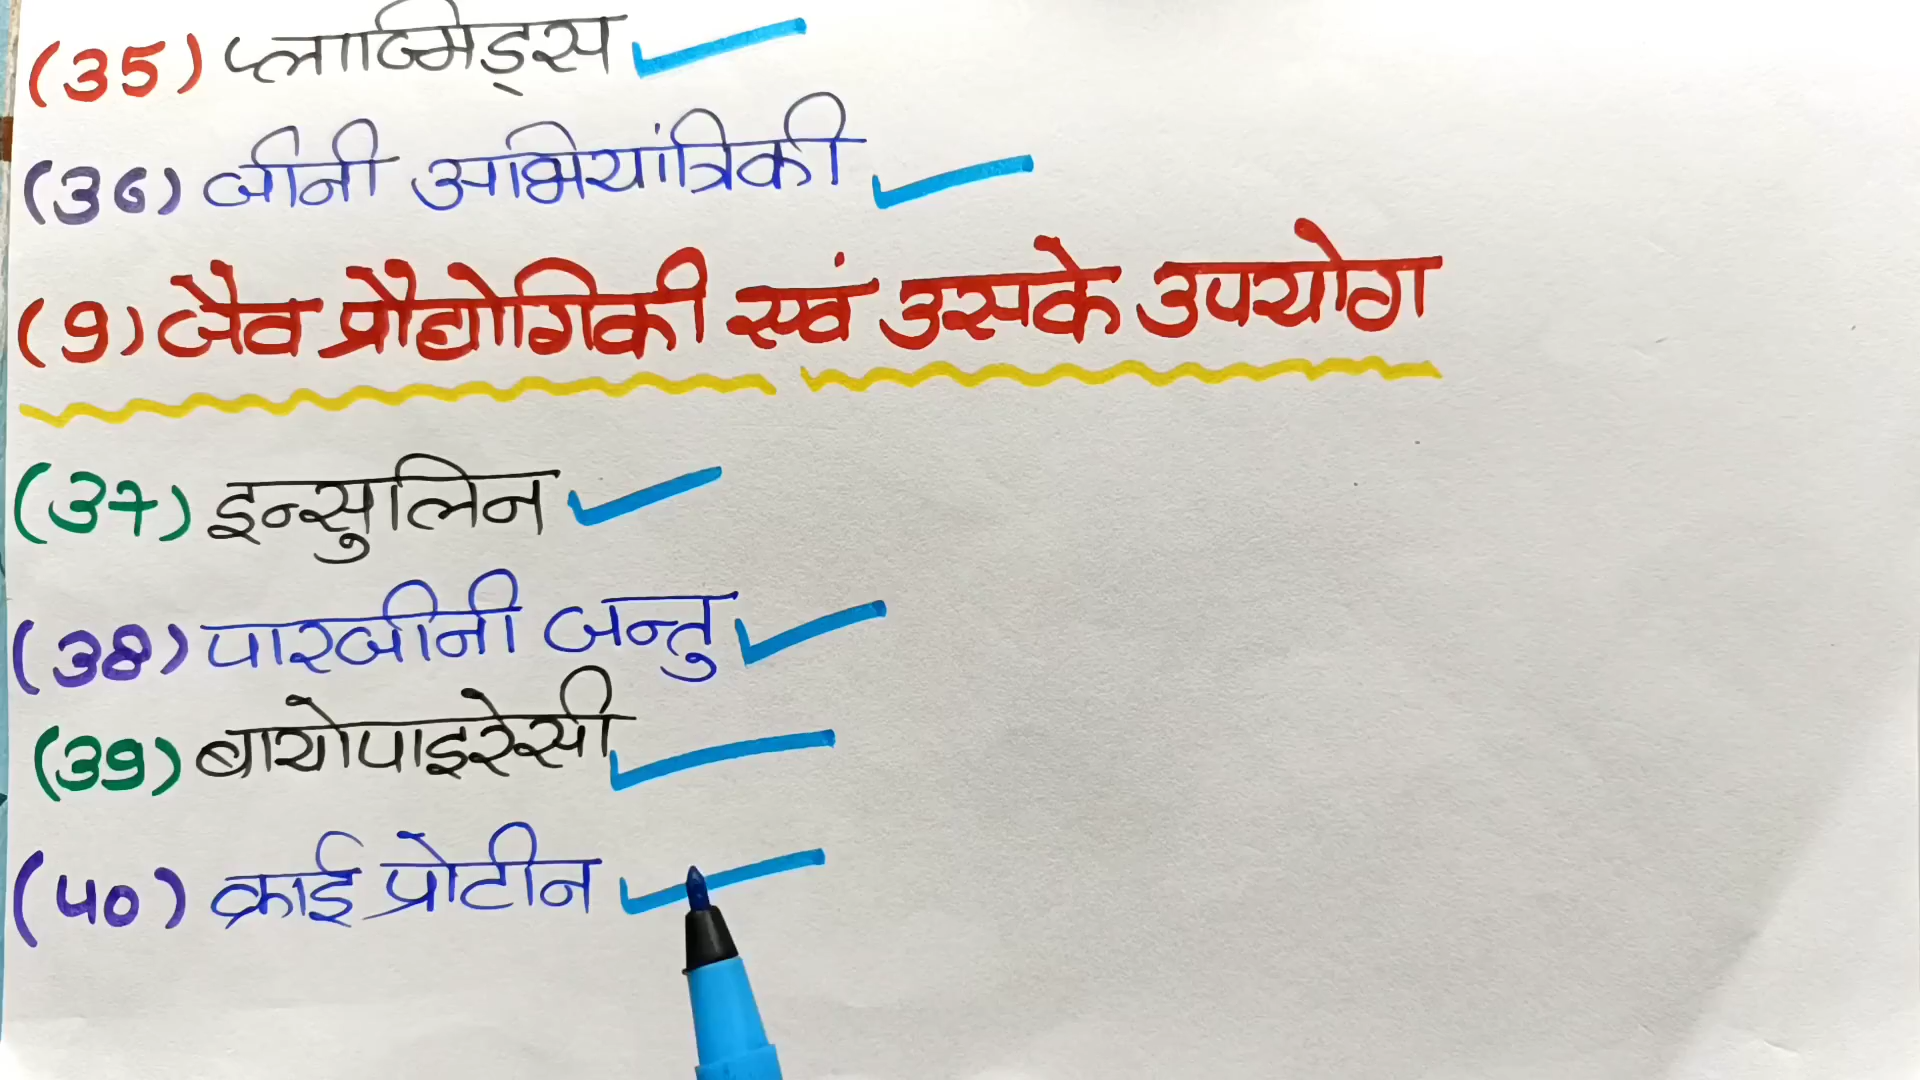 (35) प्लाज्मिड्स
(36) जीनी अभियांत्रिकी
(9) जैव प्रौद्योगिकी एवं उसके उपयोग
(37) इन्सुलिन
(38) पारजीनी जन्तु
(39) बायोपाइरेसी
(40) क्राई प्रोटीन